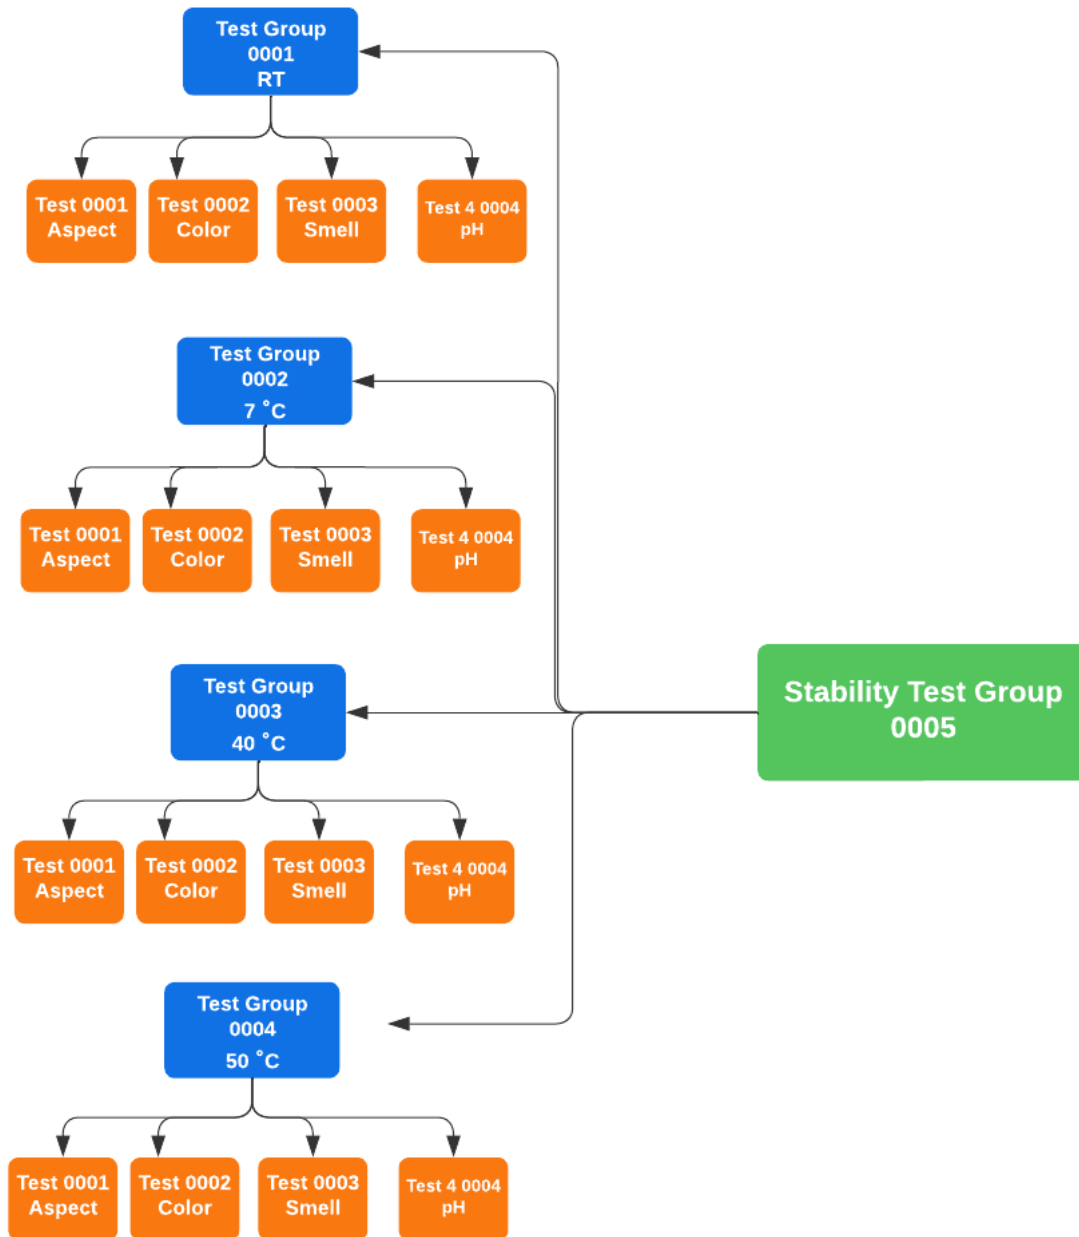 Test Group
0001
RT
Test 0001
Aspect
Test 0002
Color
Test 0003
Smell
Test 4 0004
pH
Test Group
0002
7 ˚C
Test 0001
Aspect
Test 0002
Color
Test 0003
Smell
Test 4 0004
pH
Test Group
0003
40 ˚C
Test 0001
Aspect
Test 0002
Color
Test 0003
Smell
Test 4 0004
pH
Test Group
0004
50 ˚C
Test 0001
Aspect
Test 0002
Color
Test 0003
Smell
Test 4 0004
pH
Stability Test Group
0005